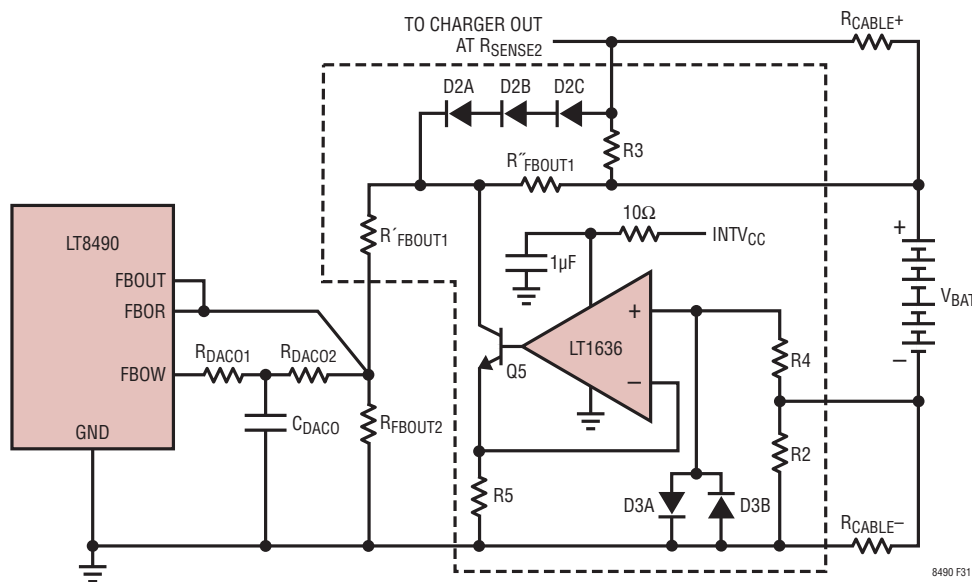 TO CHARGER OUT
AT RSENSE2
RCABLE+
D2A
D2B
D2C
R3
R˝FBOUT1
R´FBOUT1
10Ω
INTVCC
1µF
LT8490
FBOUT
FBOR
FBOW
GND
RDACO1
RDACO2
CDACO
RFBOUT2
Q5
LT1636
+
−
R4
R2
R5
D3A
D3B
+
VBAT
−
RCABLE−
8490 F31